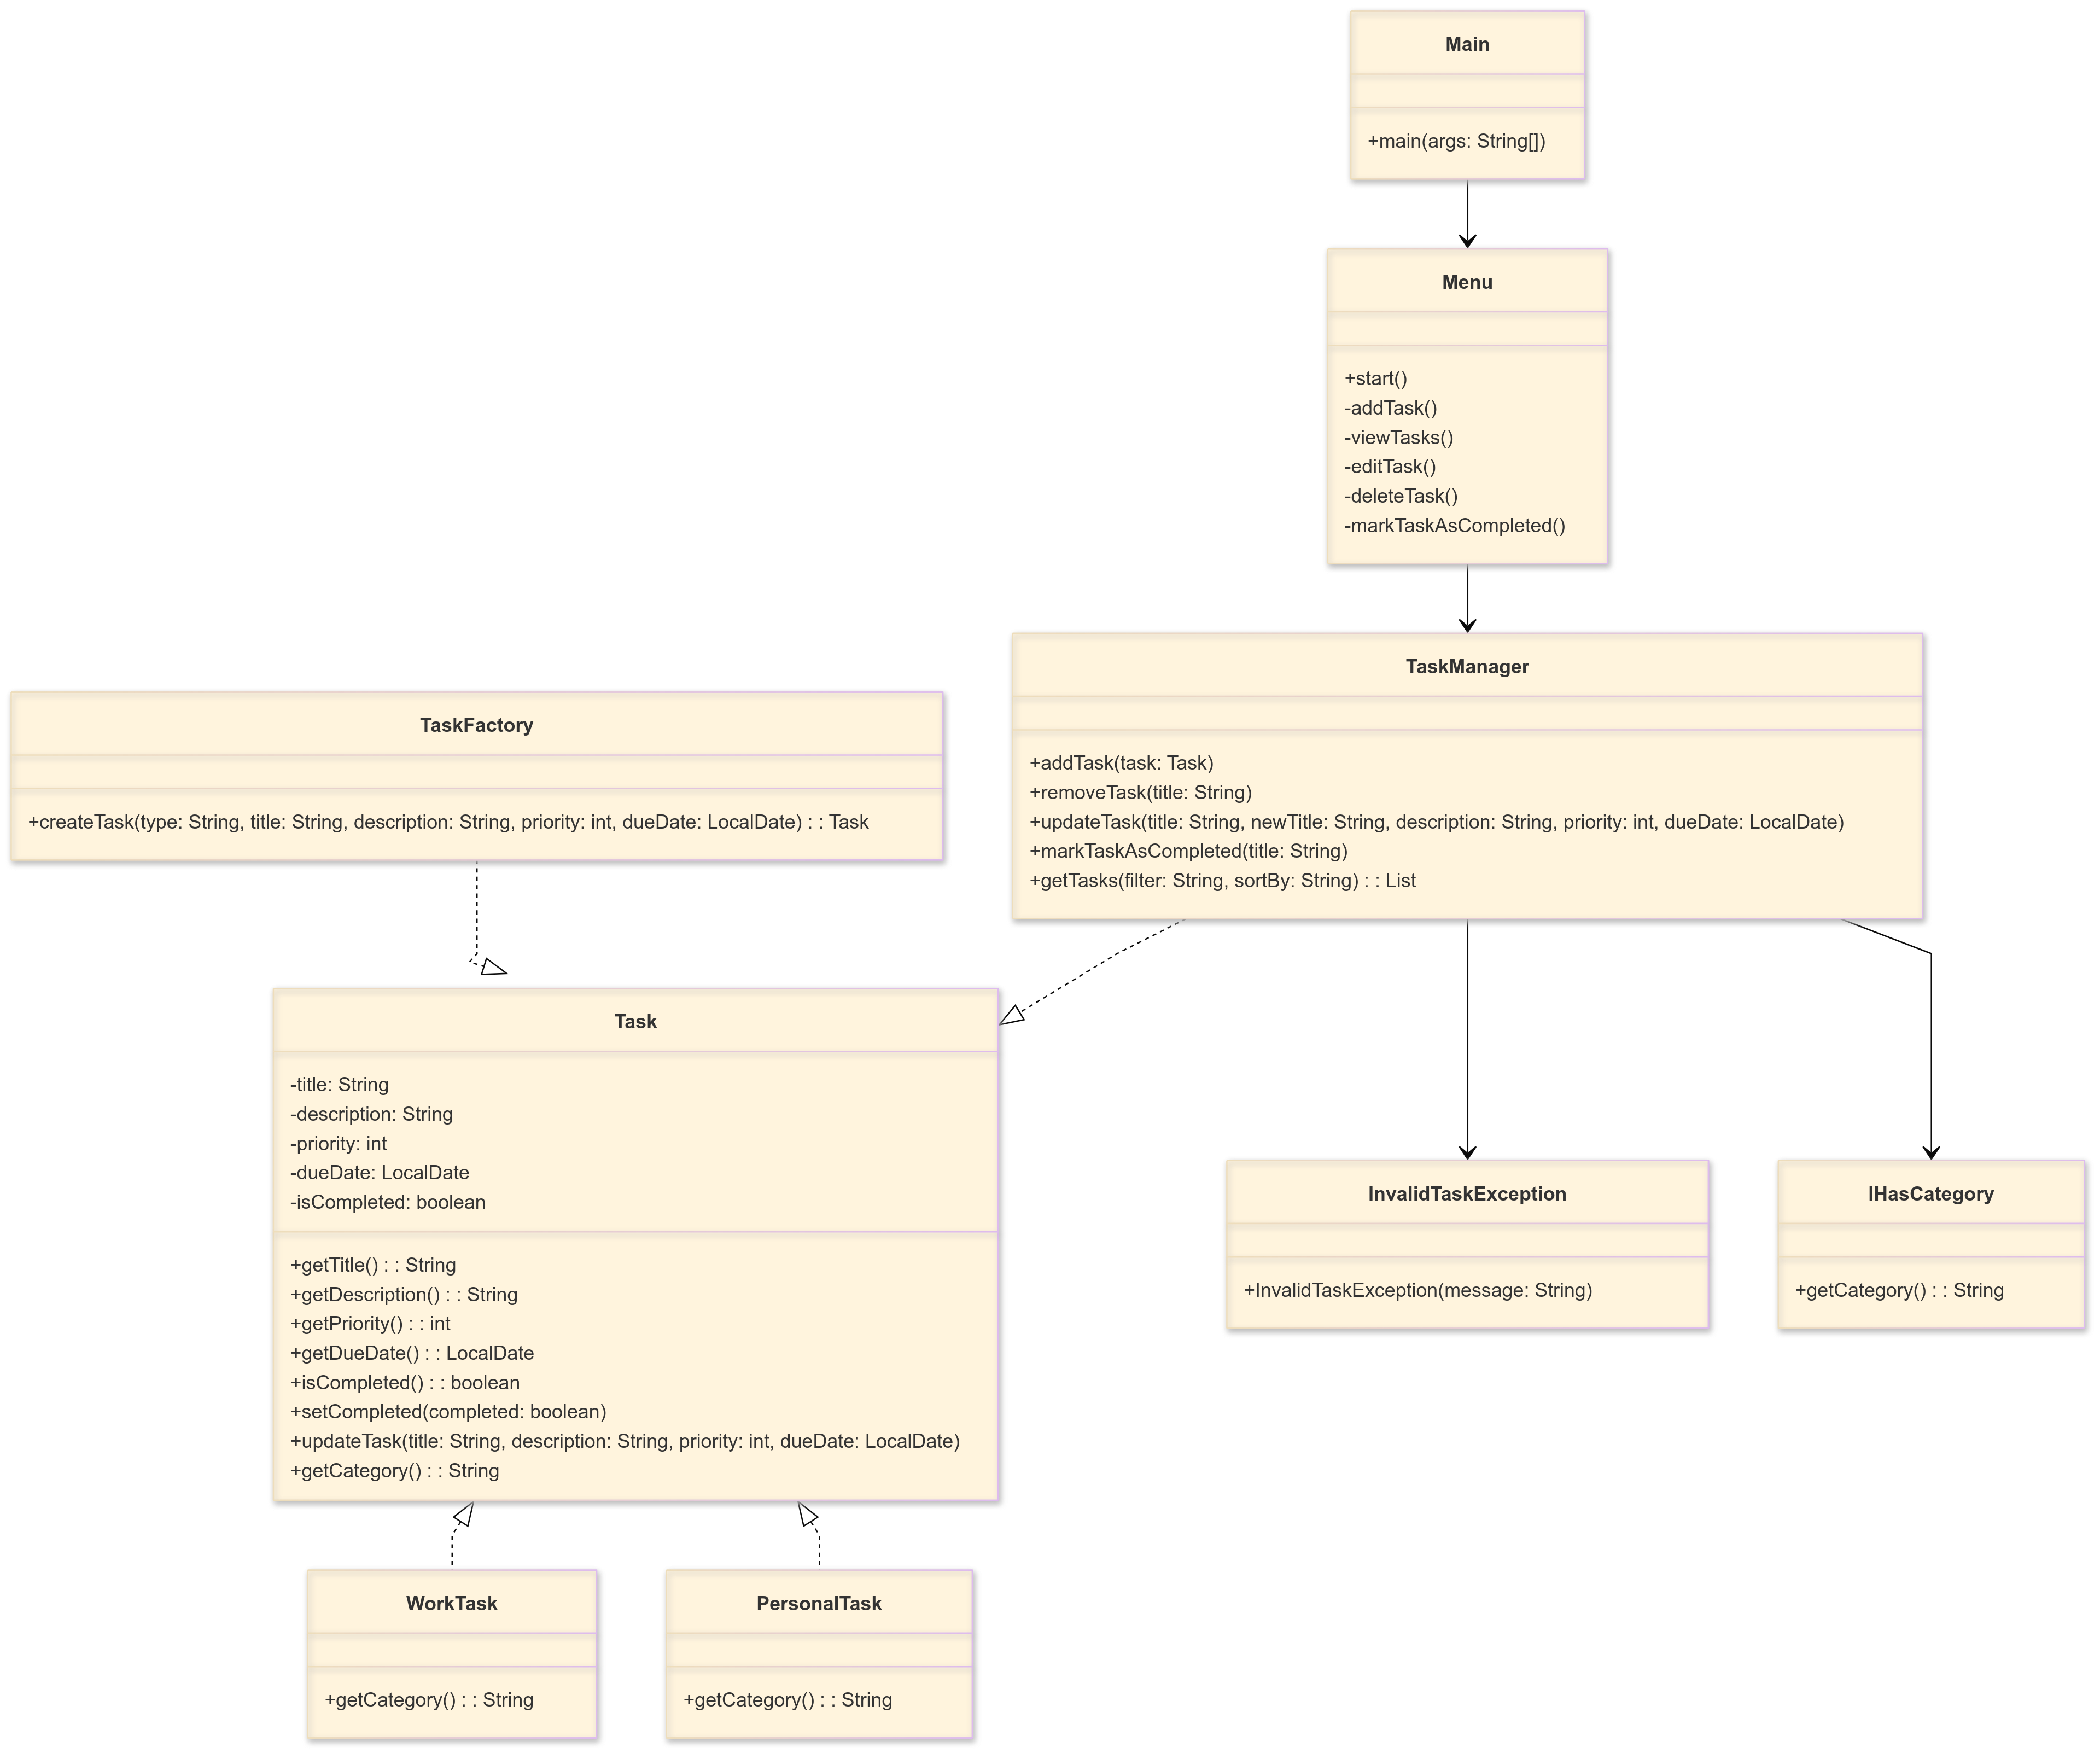 Main
+main(args: String[])
Menu
+start()
-addTask()
-viewTasks()
-editTask()
-deleteTask()
-markTaskAsCompleted()
TaskManager
+addTask(task: Task)
+removeTask(title: String)
+updateTask(title: String, newTitle: String, description: String, priority: int, dueDate: LocalDate)
+markTaskAsCompleted(title: String)
+getTasks(filter: String, sortBy: String) : : List
TaskFactory
+createTask(type: String, title: String, description: String, priority: int, dueDate: LocalDate) : : Task
Task
-title: String
-description: String
-priority: int
-dueDate: LocalDate
-isCompleted: boolean
+getTitle() : : String
+getDescription() : : String
+getPriority() : : int
+getDueDate() : : LocalDate
+isCompleted() : : boolean
+setCompleted(completed: boolean)
+updateTask(title: String, description: String, priority: int, dueDate: LocalDate)
+getCategory() : : String
InvalidTaskException
+InvalidTaskException(message: String)
IHasCategory
+getCategory() : : String
WorkTask
+getCategory() : : String
PersonalTask
+getCategory() : : String